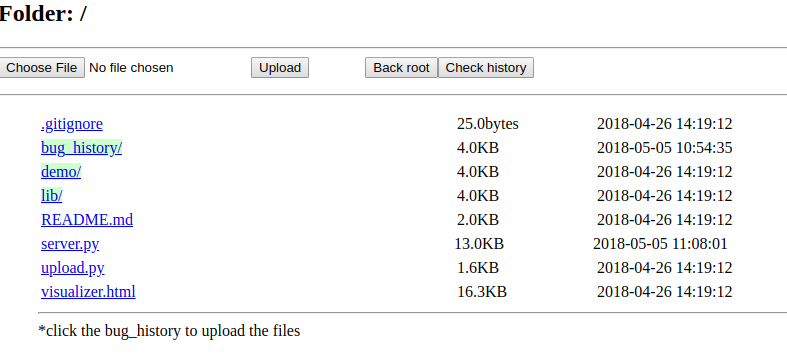 Folder: /
Choose File No file chosen Upload Back root Check history
.gitignore 25.0bytes 2018-04-26 14:19:12
bug_history/ 4.0KB 2018-05-05 10:54:35
demo/ 4.0KB 2018-04-26 14:19:12
lib/ 4.0KB 2018-04-26 14:19:12
README.md 2.0KB 2018-04-26 14:19:12
server.py 13.0KB 2018-05-05 11:08:01
upload.py 1.6KB 2018-04-26 14:19:12
visualizer.html 16.3KB 2018-04-26 14:19:12
*click the bug_history to upload the files